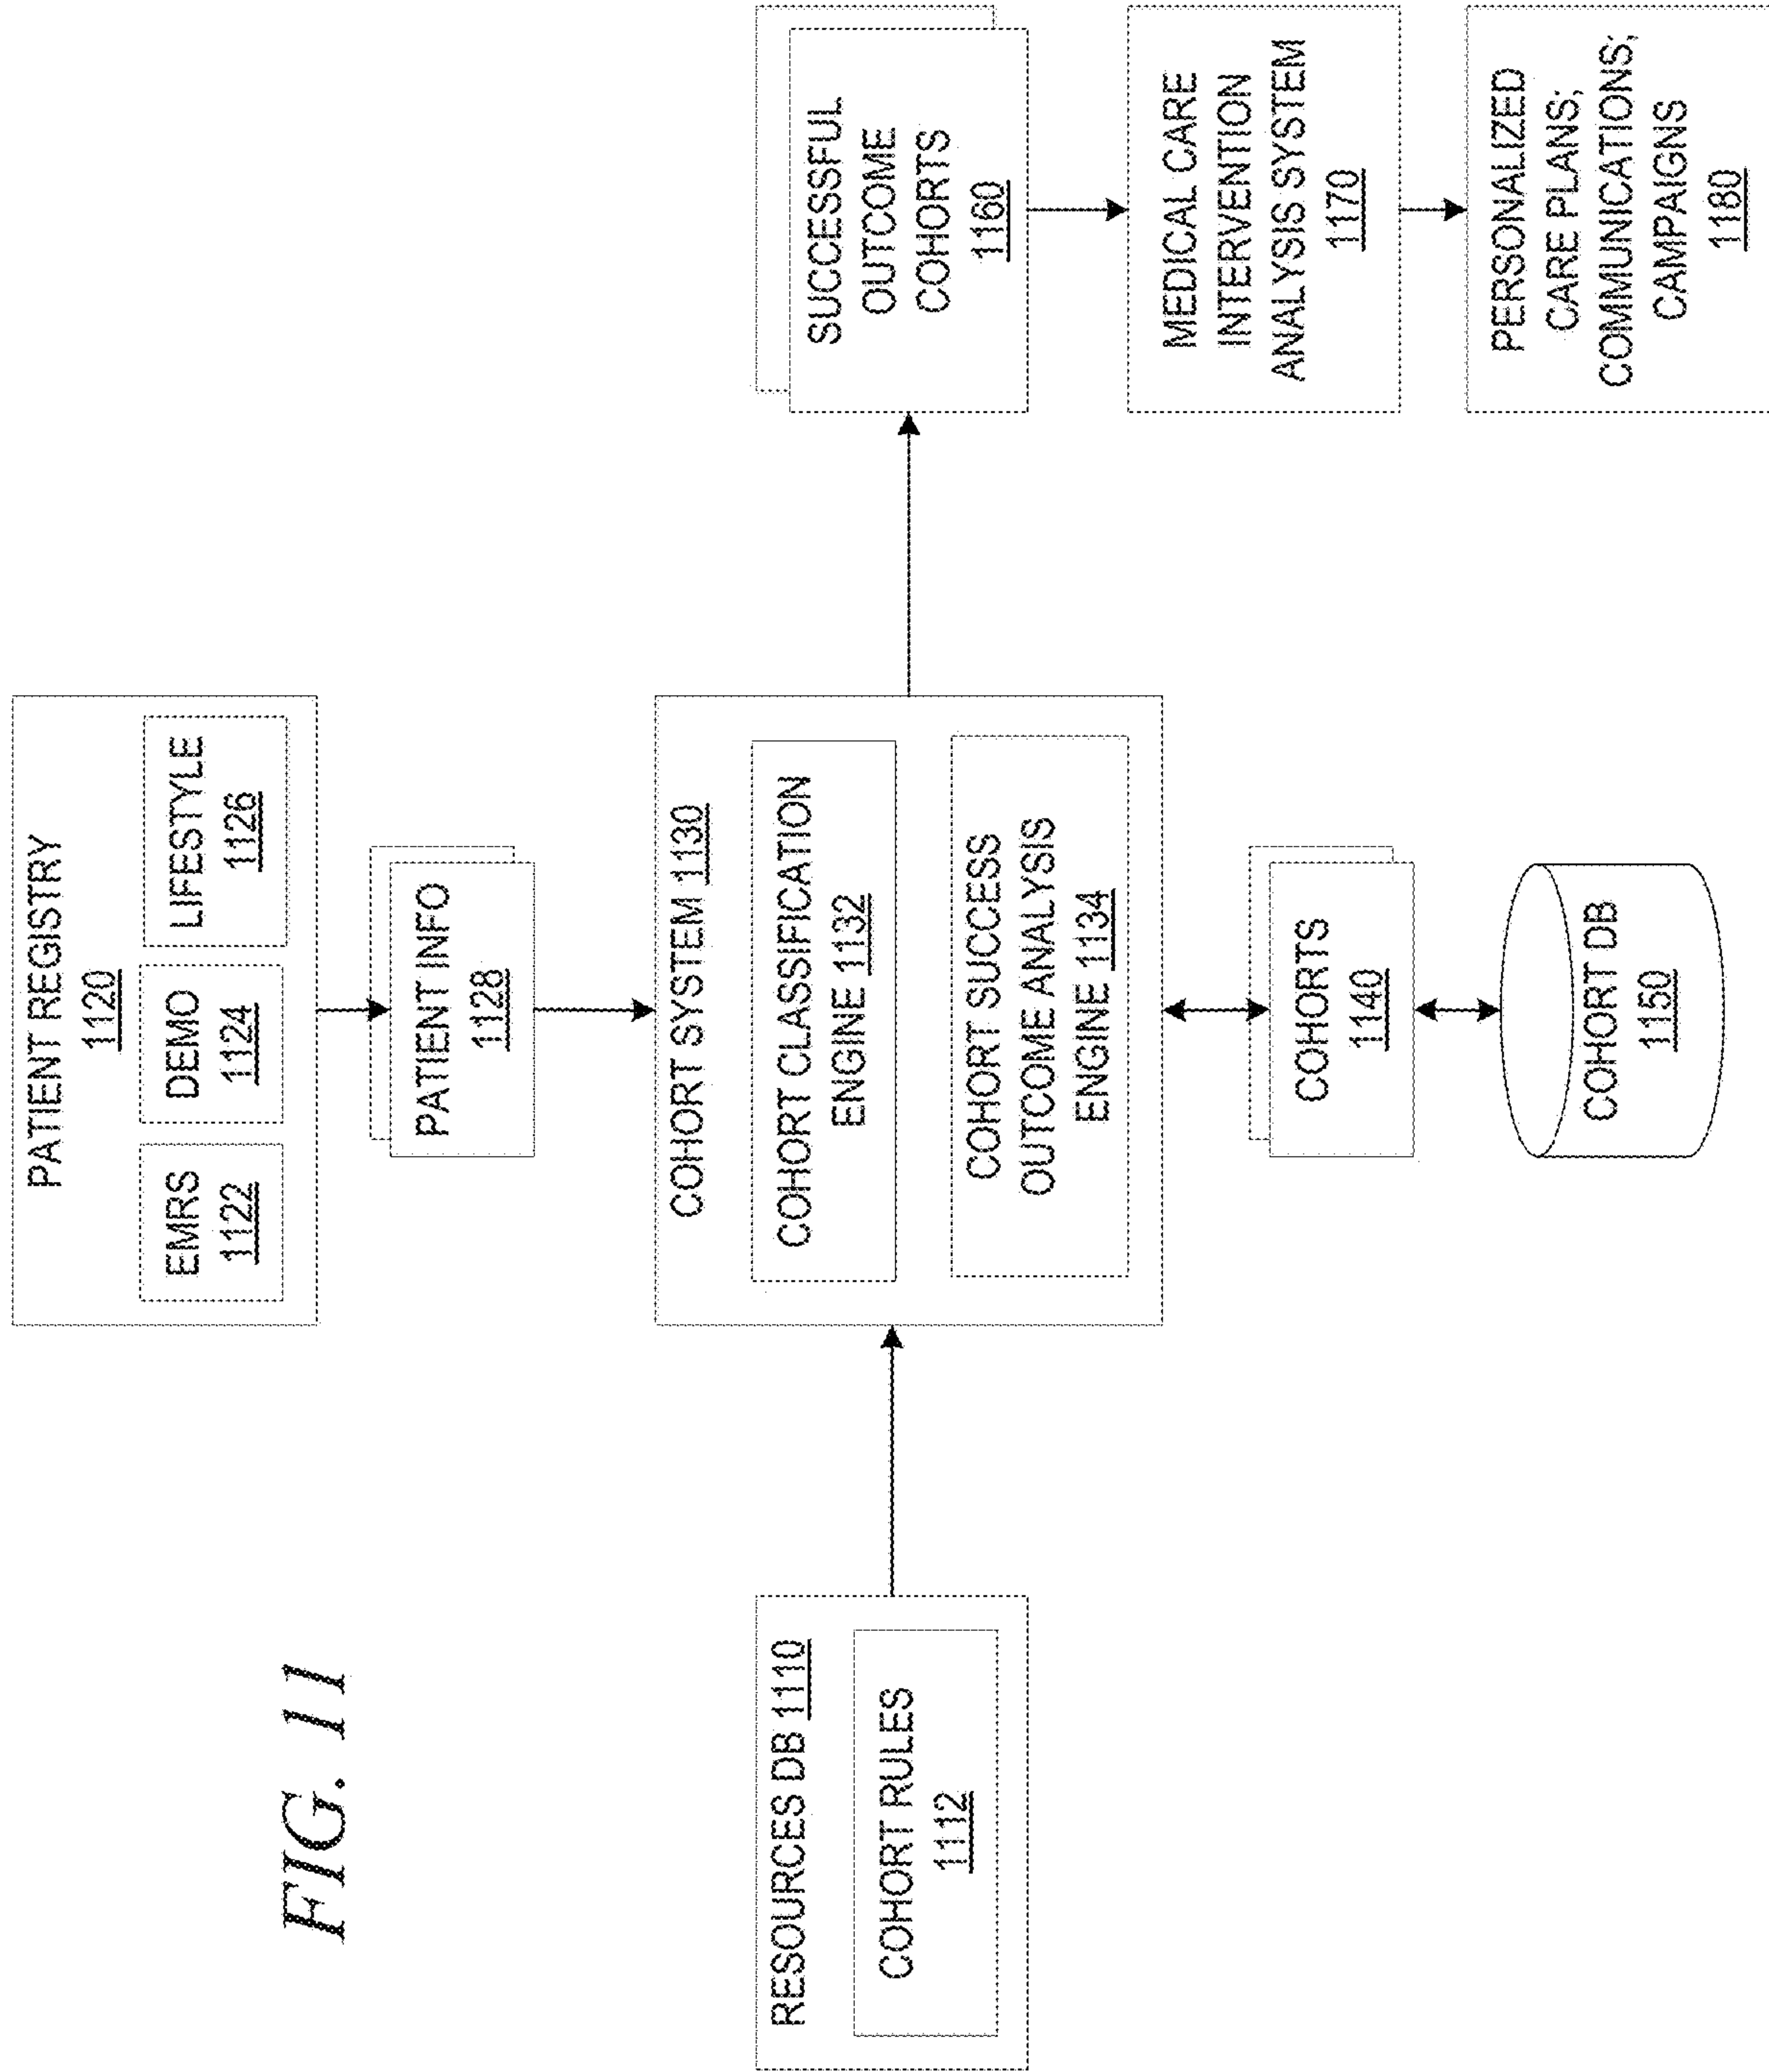 FIG. 11
PATIENT REGISTRY
1120
EMRS
1122
DEMO
1124
LIFESTYLE
1126
PATIENT INFO
1128
RESOURCES DB 1110
COHORT RULES
1112
COHORT SYSTEM 1130
COHORT CLASSIFICATION
ENGINE 1132
COHORT SUCCESS
OUTCOME ANALYSIS
ENGINE 1134
COHORTS
1140
COHORT DB
1150
SUCCESSFUL
OUTCOME
COHORTS
1160
MEDICAL CARE
INTERVENTION
ANALYSIS SYSTEM
1170
PERSONALIZED
CARE PLANS;
COMMUNICATIONS;
CAMPAIGNS
1180